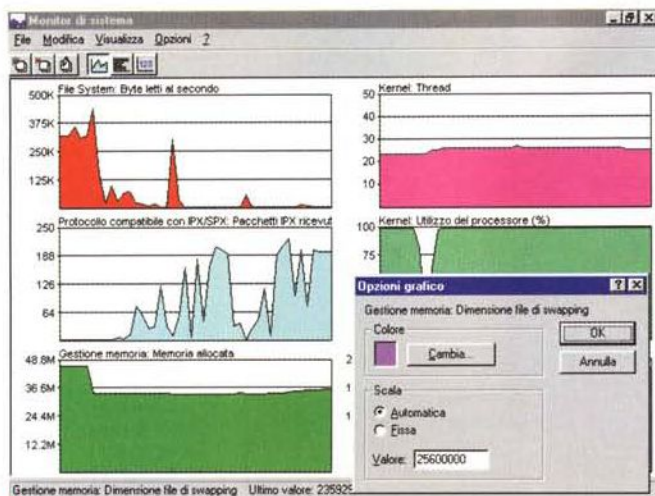 Monitor di sistema
File Modifica Visualizza Opzioni ?
File System: Byte letti al secondo
500K
375K
250K
125K
Kernel: Thread
50
40
30
20
10
Protocollo compatibile con IPX/SPX: Pacchetti IPX ricevut
250
188
126
64
Kernel: Utilizzo del processore (%)
100
75
Gestione memoria: Memoria allocata
48.8M
36.6M
24.4M
12.2M
2
1
1
Opzioni grafico
Gestione memoria: Dimensione file di swapping
Colore
Cambia...
OK
Annulla
Scala
Automatica
Fissa
Valore: 25600000
Gestione memoria: Dimensione file di swapping Ultimo valore: 235929